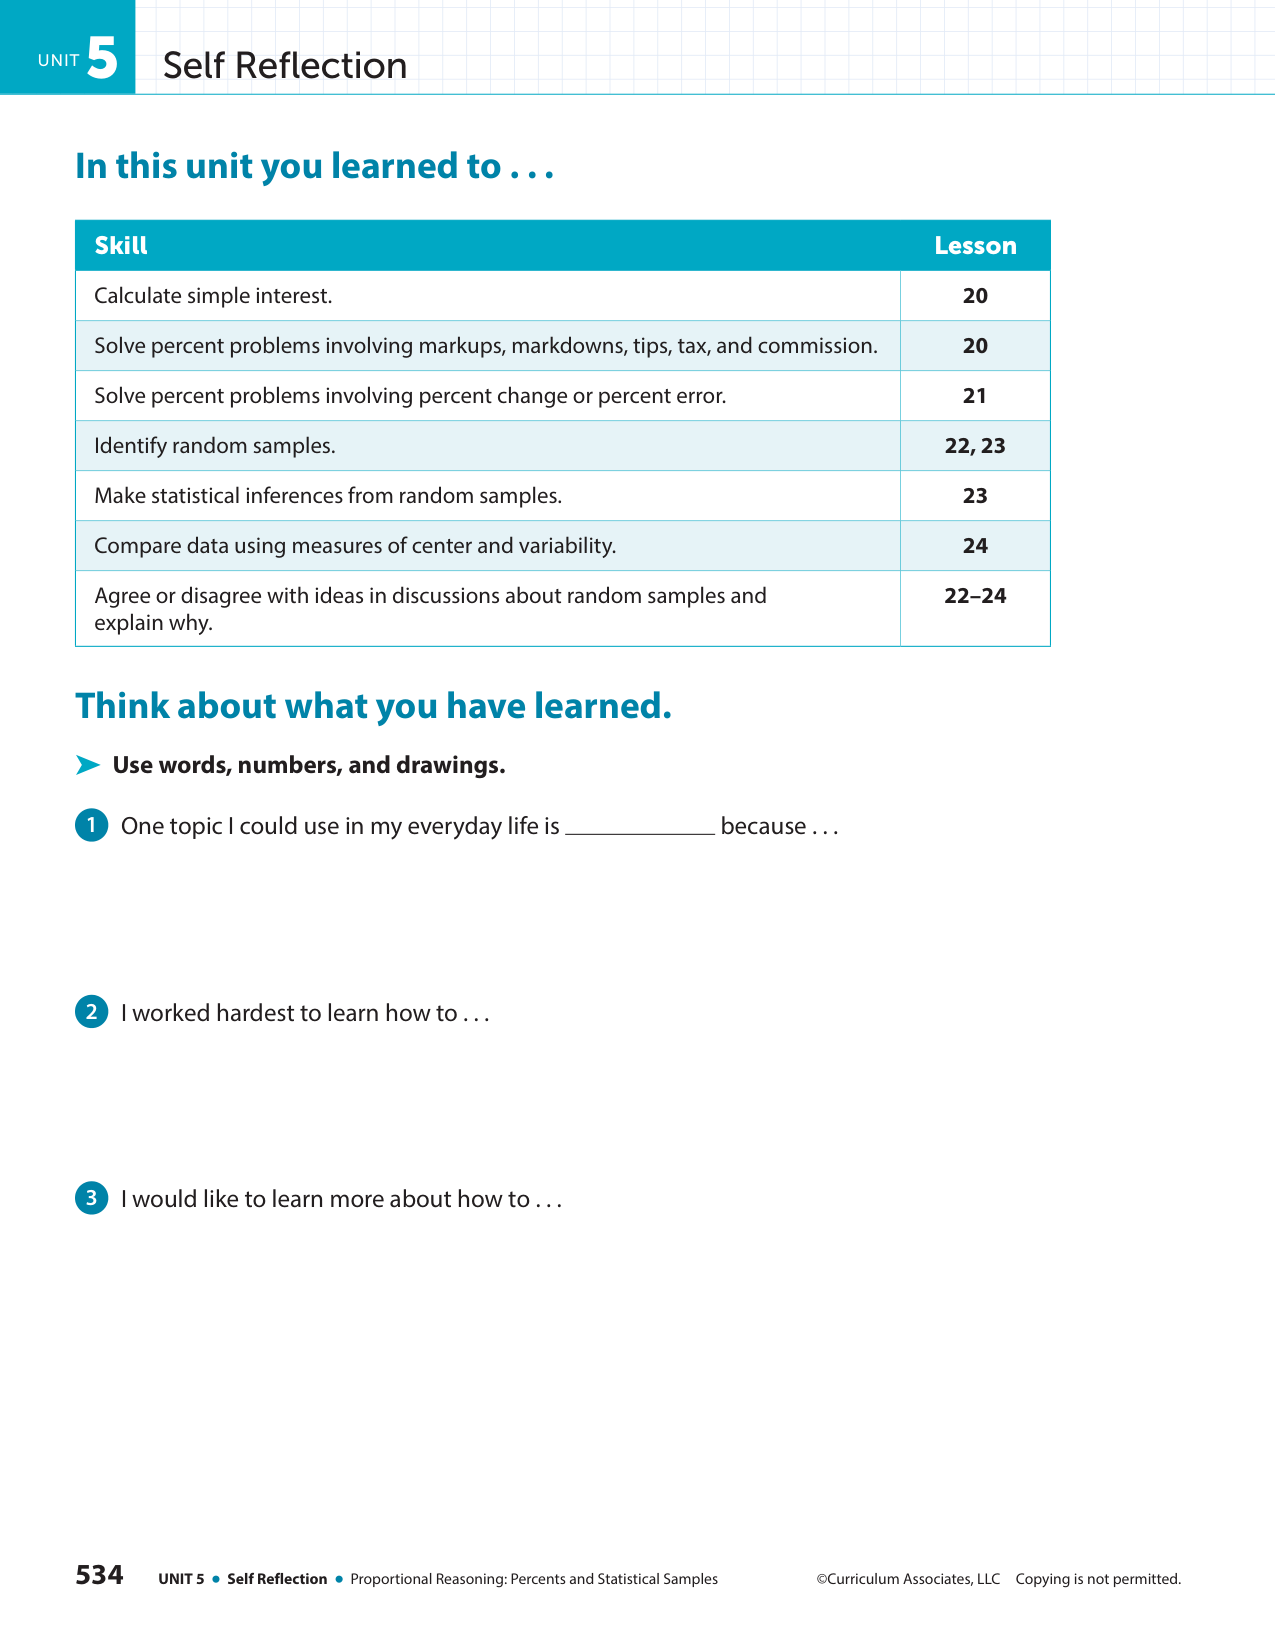 UNIT 5 Self Reflection
In this unit you learned to . . .
Skill Lesson
Calculate simple interest. 20
Solve percent problems involving markups, markdowns, tips, tax, and commission. 20
Solve percent problems involving percent change or percent error. 21
Identify random samples. 22, 23
Make statistical inferences from random samples. 23
Compare data using measures of center and variability. 24
Agree or disagree with ideas in discussions about random samples and 22–24
explain why.
Think about what you have learned.
➤ Use words, numbers, and drawings.
1 One topic I could use in my everyday life is ____________ because . . .
2 I worked hardest to learn how to . . .
3 I would like to learn more about how to . . .
534 UNIT 5 • Self Reflection • Proportional Reasoning: Percents and Statistical Samples ©Curriculum Associates, LLC Copying is not permitted.